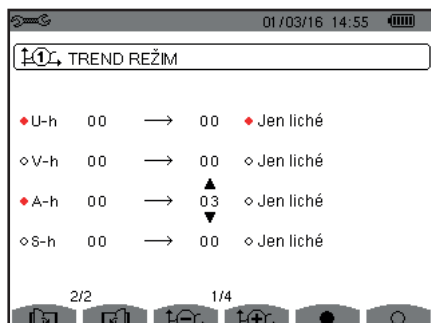 01/03/16 14:55
1 TREND REŽIM
U-h 00 → 00 Jen liché
V-h 00 → 00 Jen liché
A-h 00 → 03 Jen liché
S-h 00 → 00 Jen liché
2/2 1/4